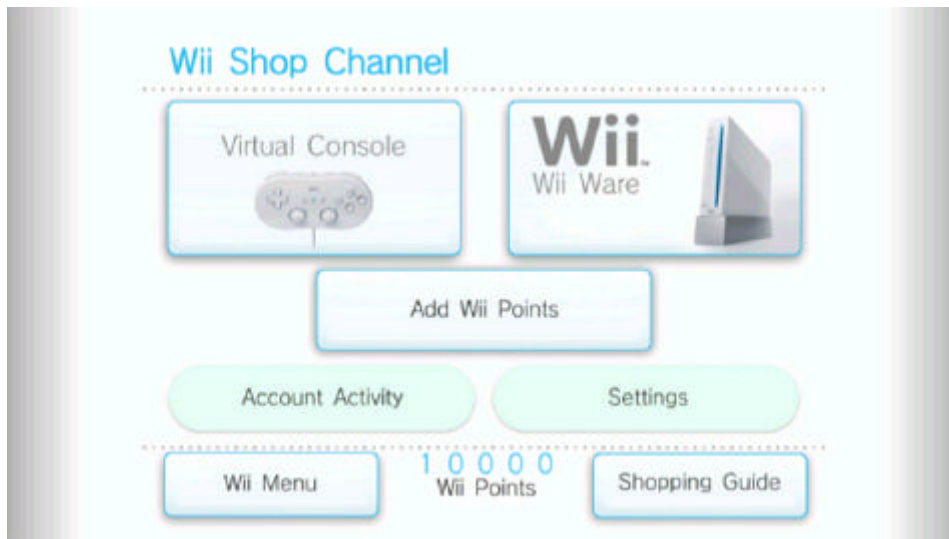 Wii Shop Channel
Virtual Console
Wii™
Wii Ware
Add Wii Points
Account Activity
Settings
Wii Menu
10000
Wii Points
Shopping Guide